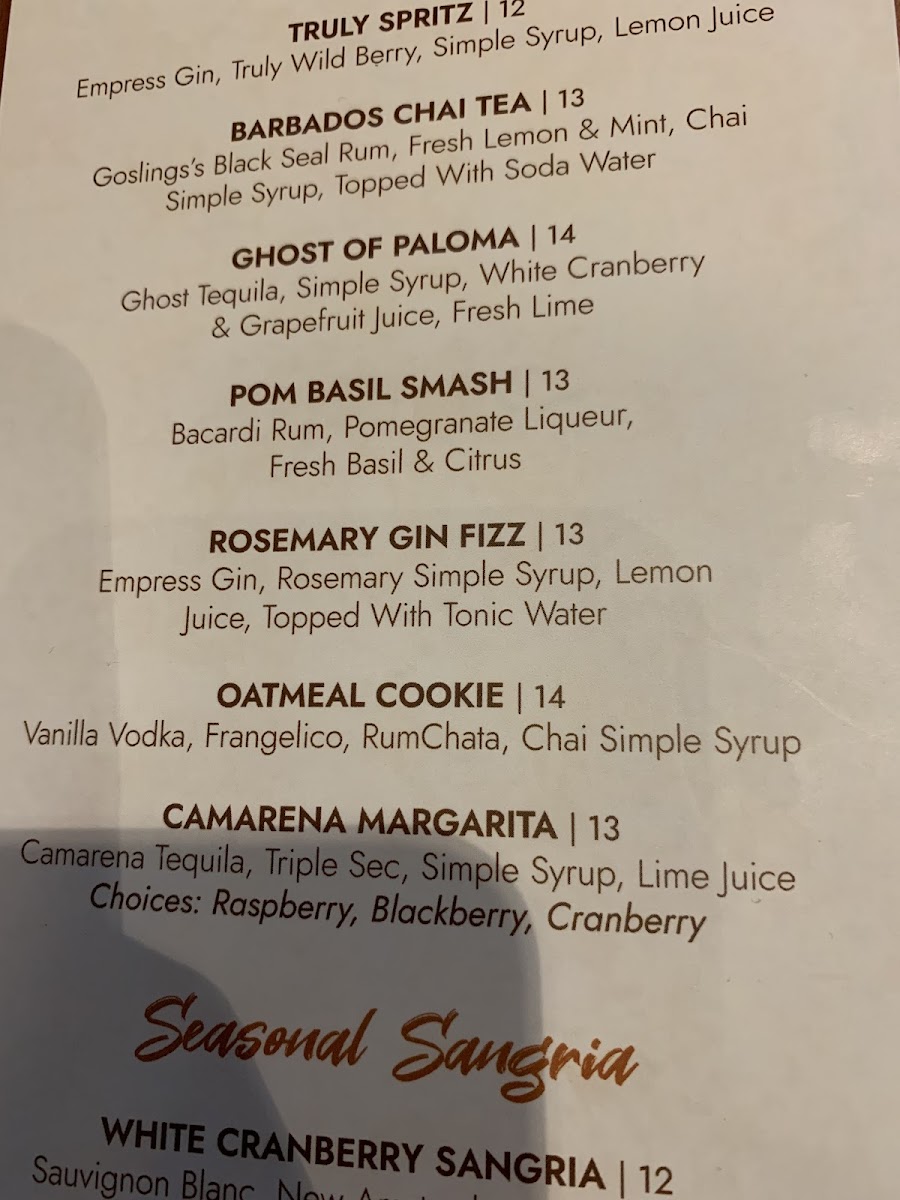 TRULY SPRITZ | 12
Empress Gin, Truly Wild Berry, Simple Syrup, Lemon Juice
BARBADOS CHAI TEA | 13
Goslings's Black Seal Rum, Fresh Lemon & Mint, Chai
Simple Syrup, Topped With Soda Water
GHOST OF PALOMA | 14
Ghost Tequila, Simple Syrup, White Cranberry
& Grapefruit Juice, Fresh Lime
POM BASIL SMASH | 13
Bacardi Rum, Pomegranate Liqueur,
Fresh Basil & Citrus
ROSEMARY GIN FIZZ | 13
Empress Gin, Rosemary Simple Syrup, Lemon
Juice, Topped With Tonic Water
OATMEAL COOKIE | 14
Vanilla Vodka, Frangelico, RumChata, Chai Simple Syrup
CAMARENA MARGARITA | 13
Camarena Tequila, Triple Sec, Simple Syrup, Lime Juice
Choices: Raspberry, Blackberry, Cranberry
Seasonal Sangria
WHITE CRANBERRY SANGRIA | 12
Sauvignon Blanc, New